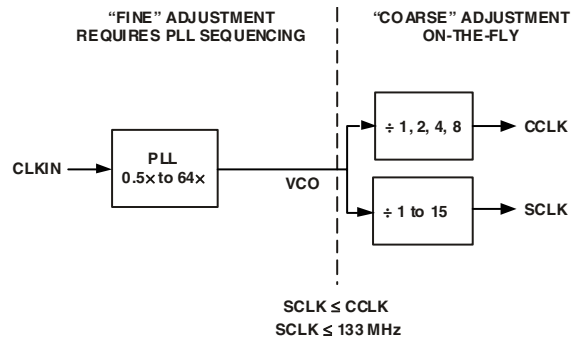 “FINE” ADJUSTMENT
REQUIRES PLL SEQUENCING
“COARSE” ADJUSTMENT
ON-THE-FLY
CLKIN
PLL
0.5× to 64×
VCO
÷ 1, 2, 4, 8
CCLK
÷ 1 to 15
SCLK
SCLK ≤ CCLK
SCLK ≤ 133 MHz